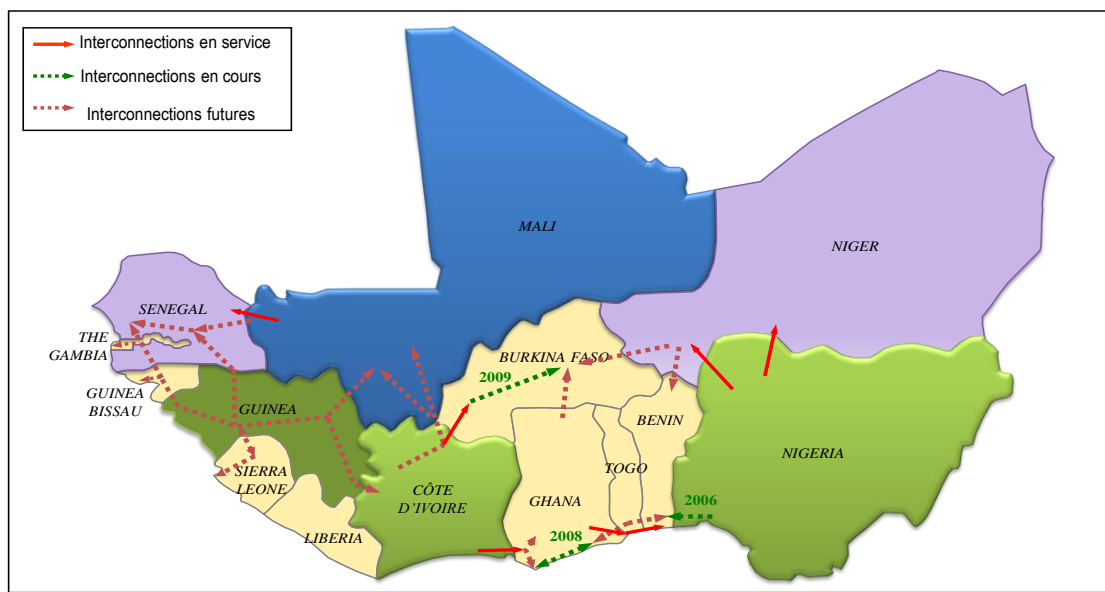 Interconnections en service
Interconnections en cours
Interconnections futures
MALI
NIGER
SENEGAL
THE
GAMBIA
BURKINA FASO
2009
GUINEA
BISSAU
GUINEA
BENIN
NIGERIA
SIERRA
LEONE
CÔTE
D'IVOIRE
TOGO
GHANA
2006
LIBERIA
2008